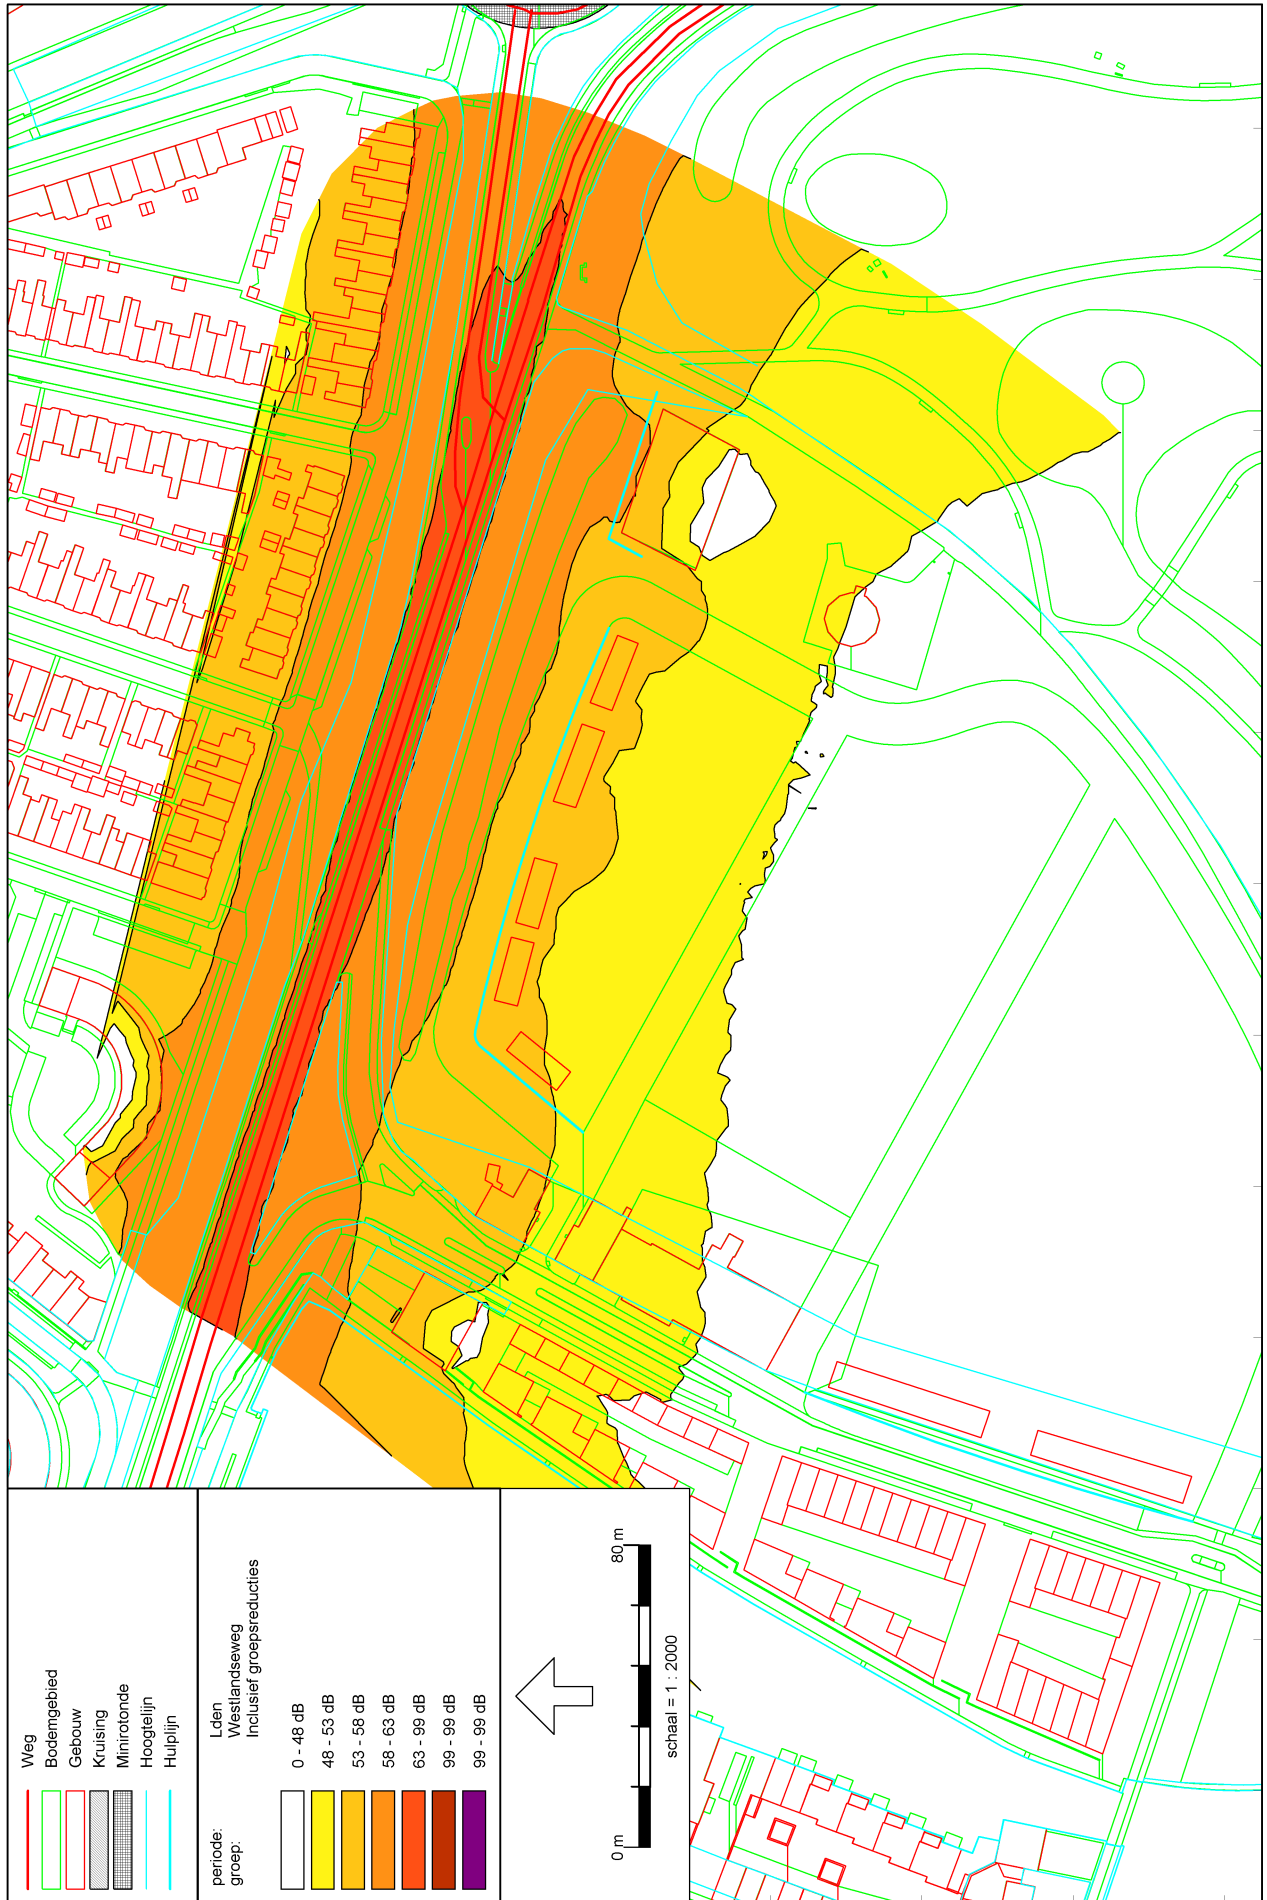 Weg
Bodemgebied
Gebouw
Kruising
Minirotonde
Hoogtelijn
Hulplijn
periode: Lden
groep: Westlandseweg
Inclusief groepsreducties
0 - 48 dB
48 - 53 dB
53 - 58 dB
58 - 63 dB
63 - 99 dB
99 - 99 dB
99 - 99 dB
0 m 80 m
schaal = 1 : 2000